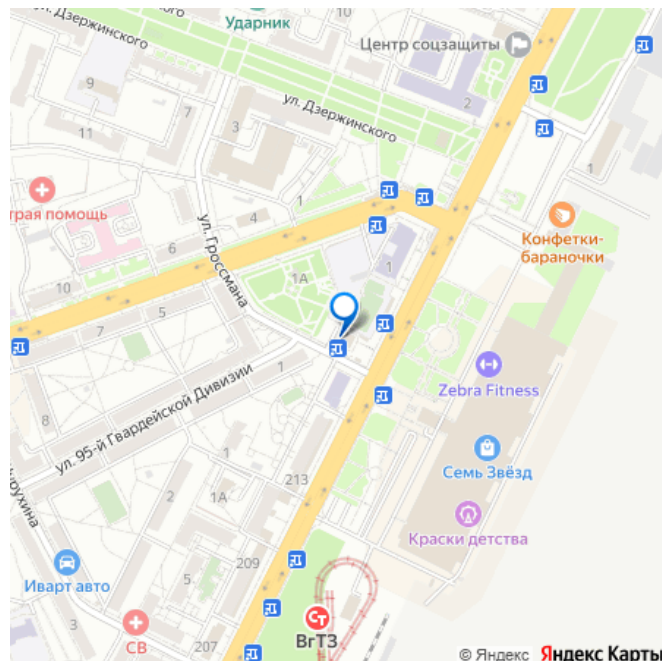 ул. Дзержинского
Ударник
10
Центр соцзащиты
9
7
2
ул. Дзержинского
11
3
1
1
4
трая помощь
ул. Гроссмана
6
Конфетки-
бараночки
1А
1
10
5
7
1
Zebra Fitness
ул. 95-й Гвардейской Дивизии
8
Семь Звёзд
213
2
1А
Краски детства
209
5
Иварт авто
ВгТЗ
3
СВ
207
© Яндекс Яндекс Карты